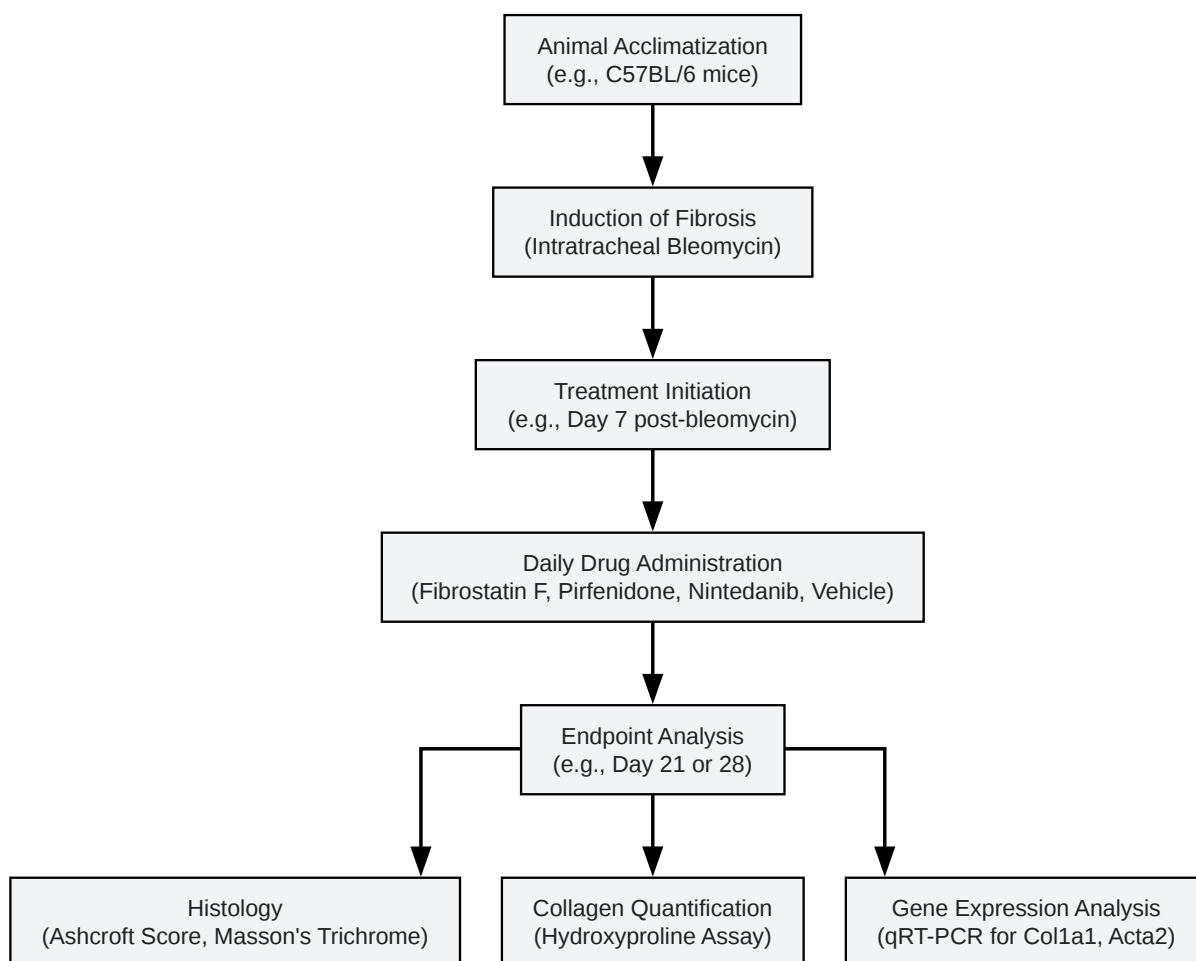 Animal Acclimatization
(e.g., C57BL/6 mice)
Induction of Fibrosis
(Intratracheal Bleomycin)
Treatment Initiation
(e.g., Day 7 post-bleomycin)
Daily Drug Administration
(Fibrostatin F, Pirfenidone, Nintedanib, Vehicle)
Endpoint Analysis
(e.g., Day 21 or 28)
Histology
(Ashcroft Score, Masson's Trichrome)
Collagen Quantification
(Hydroxyproline Assay)
Gene Expression Analysis
(qRT-PCR for Col1a1, Acta2)